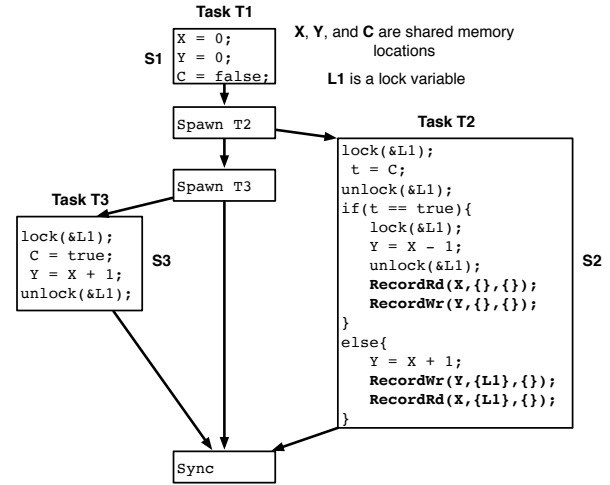 Task T1
X, Y, and C are shared memory
locations
L1 is a lock variable
S1
X = 0;
Y = 0;
C = false;
Spawn T2
Spawn T3
Task T2
lock(&L1);
t = C;
unlock(&L1);
if(t == true){
lock(&L1);
Y = X - 1;
unlock(&L1);
RecordRd(X,{},{});
RecordWr(Y,{},{});
}
else{
Y = X + 1;
RecordWr(Y,{L1},{});
RecordRd(X,{L1},{});
}
S2
Task T3
lock(&L1);
C = true;
Y = X + 1;
unlock(&L1);
S3
Sync